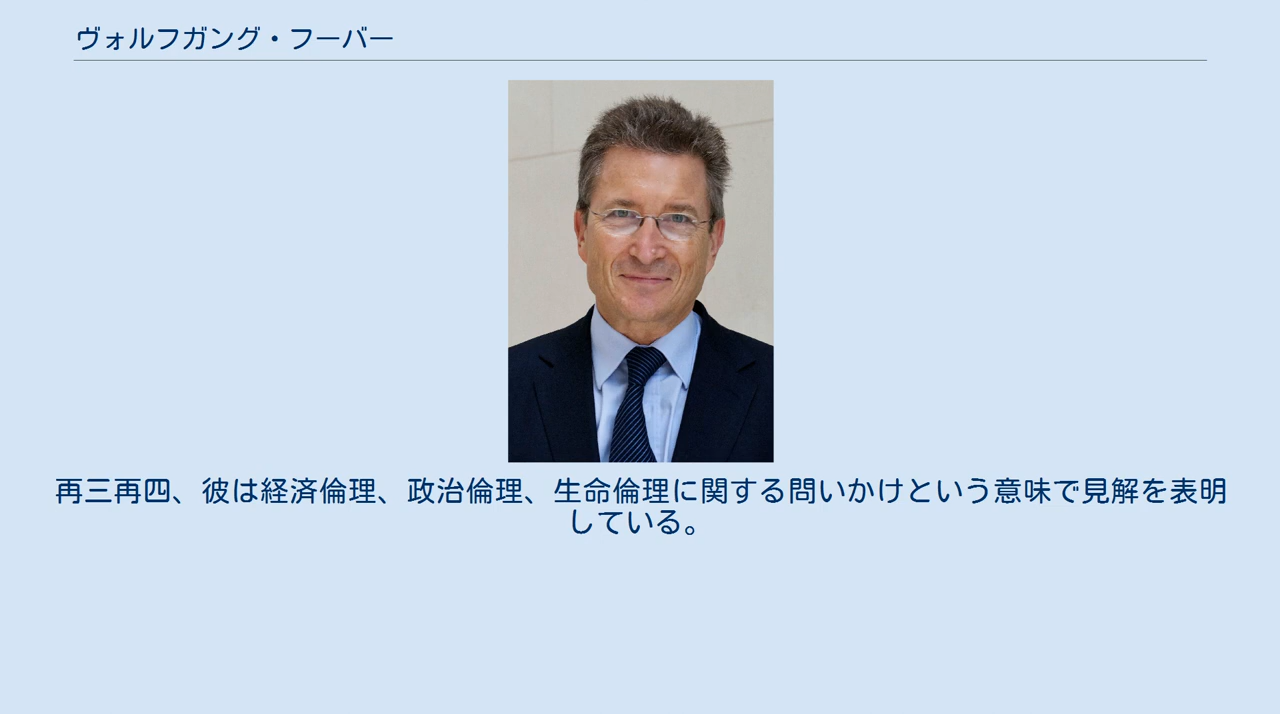 ヴォルフガング・フーバー
再三再四、彼は経済倫理、政治倫理、生命倫理に関する問いかけという意味で見解を表明
している。